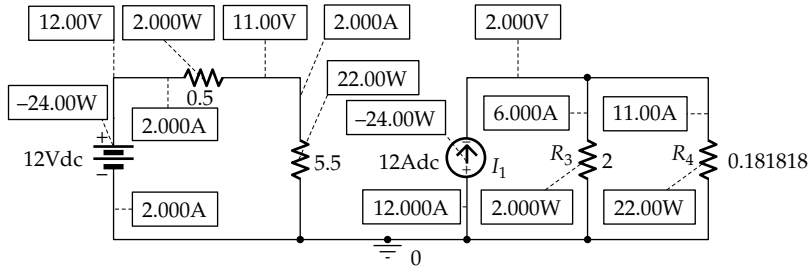 12.00V 2.000W 11.00V 2.000A 2.000V
–24.00W 22.00W
0.5 2.000A
–24.00W 6.000A 11.00A
+ 12Vdc –
5.5
12Adc – + I1
R3 2
R4 0.181818
2.000A 12.000A 2.000W 22.00W
0